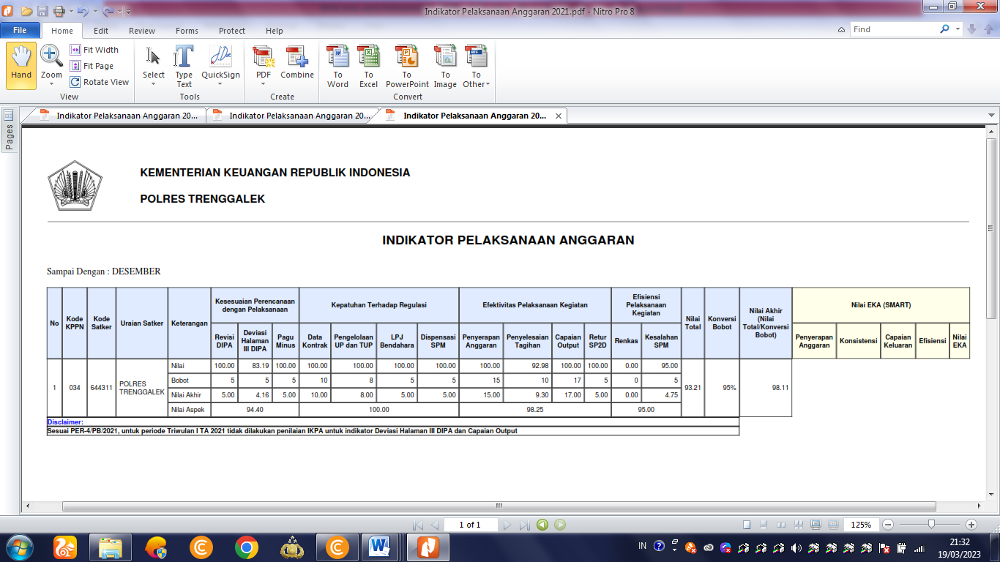 Indikator Pelaksanaan Anggaran 2021.pdf - Nitro Pro 8
File Home Edit Review Forms Protect Help Find
Hand
Zoom
Fit Width
Fit Page
Rotate View
View
Select
Type Text
QuickSign
Tools
PDF
Combine
Create
To Word
To Excel
To PowerPoint
To Image
To Other
Convert
Indikator Pelaksanaan Anggaran 20... Indikator Pelaksanaan Anggaran 20... Indikator Pelaksanaan Anggaran 20...
Pages
KEMENTERIAN KEUANGAN REPUBLIK INDONESIA
POLRES TRENGGALEK
INDIKATOR PELAKSANAAN ANGGARAN
Sampai Dengan : DESEMBER
No Kode KPPN Kode Satker Uraian Satker Keterangan Kesesuaian Perencanaan dengan Pelaksanaan Kepatuhan Terhadap Regulasi Efektivitas Pelaksanaan Kegiatan Efisiensi Pelaksanaan Kegiatan Nilai Total Konversi Bobot Nilai Akhir (Nilai Total/Konversi Bobot) Nilai EKA (SMART)
Revisi DIPA Deviasi Halaman III DIPA Pagu Minus Data Kontrak Pengelolaan UP dan TUP LPJ Bendahara Dispensasi SPM Penyerapan Anggaran Penyelesaian Tagihan Capaian Output Retur SP2D Renkas Kesalahan SPM Penyerapan Anggaran Konsistensi Capaian Keluaran Efisiensi Nilai EKA
1 034 644311 POLRES TRENGGALEK
Nilai 100.00 83.19 100.00 100.00 100.00 100.00 100.00 100.00 92.98 100.00 100.00 0.00 95.00
Bobot 5 5 5 10 8 5 5 15 10 17 5 0 5
Nilai Akhir 5.00 4.16 5.00 10.00 8.00 5.00 5.00 15.00 9.30 17.00 5.00 0.00 4.75
Nilai Aspek 94.40 100.00 98.25 95.00
93.21 95% 98.11
Disclaimer:
Sesuai PER-4/PB/2021, untuk periode Triwulan I TA 2021 tidak dilakukan penilaian IKPA untuk indikator Deviasi Halaman III DIPA dan Capaian Output
1 of 1
125%
IN
21:32
19/03/2023